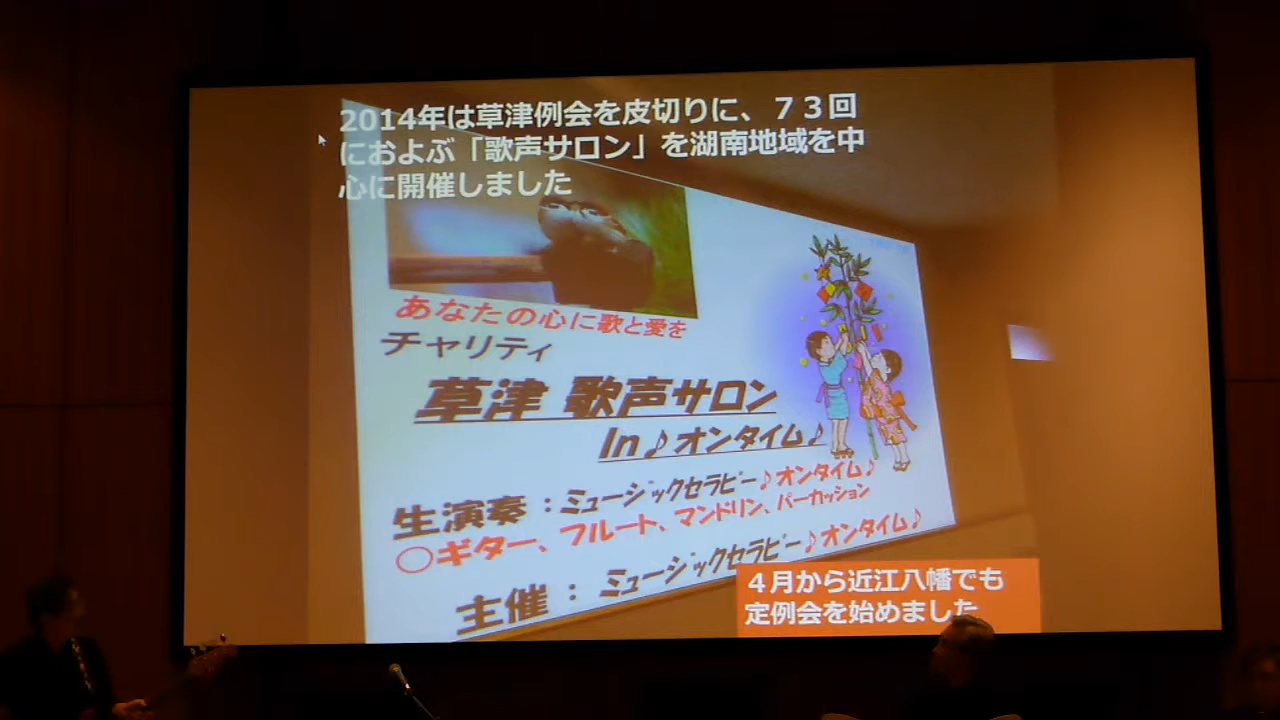 2014年は草津例会を皮切りに、７３回
におよぶ「歌声サロン」を湖南地域を中
心に開催しました
あなたの心に歌と愛を
チャリティ
草津 歌声サロン
In♪オンタイム♪
生演奏：ミュージックセラピー♪オンタイム♪
○ギター、フルート、マンドリン、パーカッション
主催：ミュージックセラピー♪オンタイム♪
４月から近江八幡でも
定例会を始めました